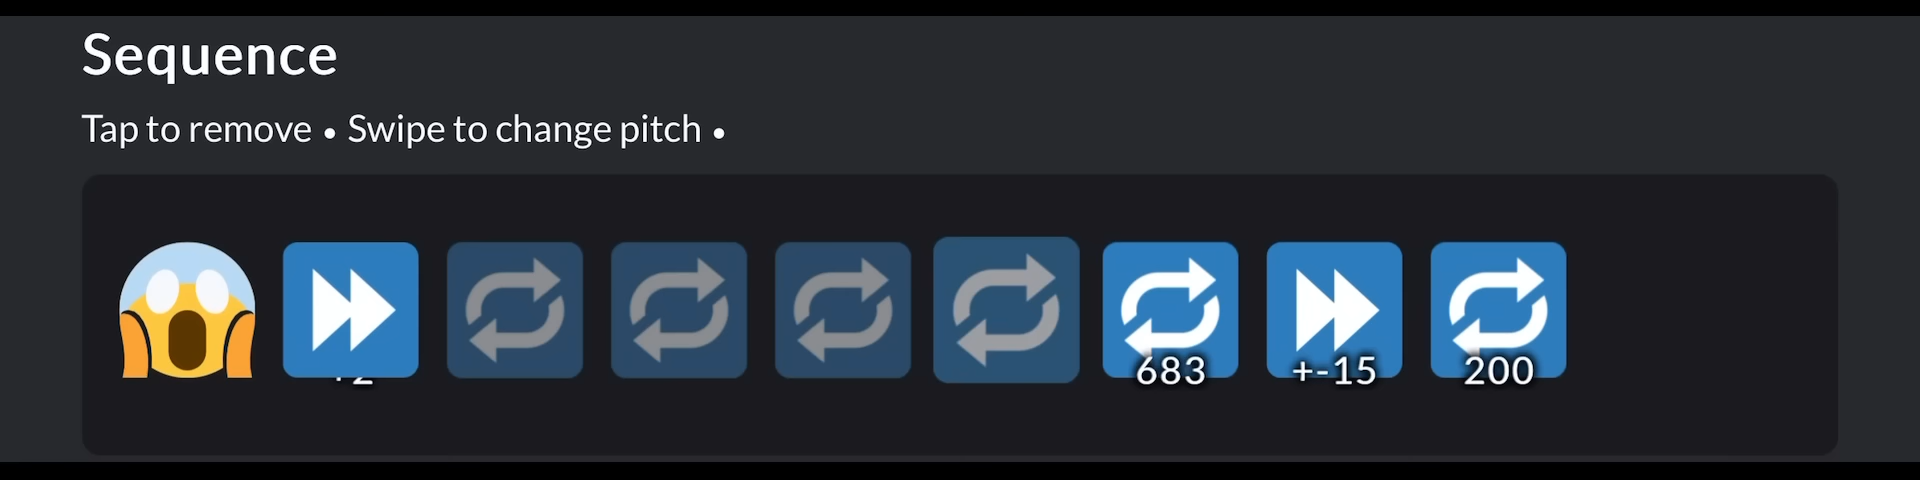 Sequence
Tap to remove • Swipe to change pitch •
683 +-15 200